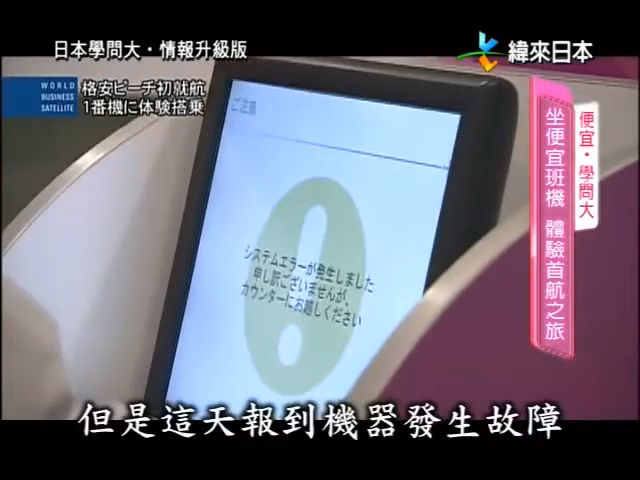 日本學問大・情報升級版
緯來日本
WORLD
BUSINESS
SATELLITE
格安ピーチ初就航
1番機に体験搭乗
便宜・學問大
坐便宜班機 體驗首航之旅
ご注意
システムエラーが発生しました
申し訳ございませんが、
カウンターにお越しください
但是這天報到機器發生故障